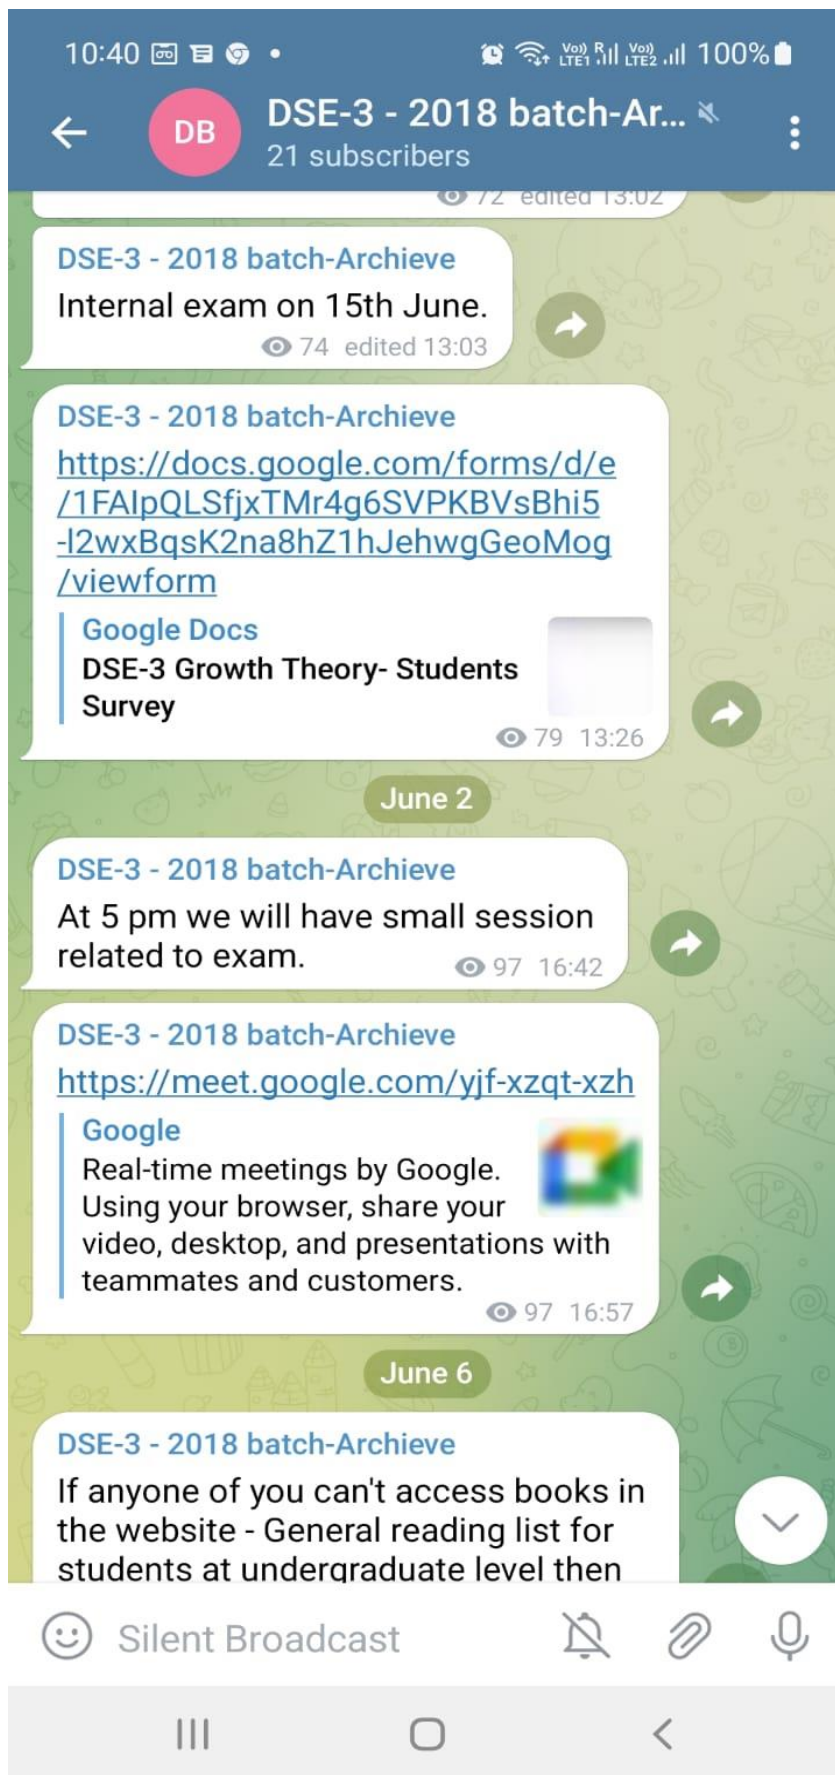 10:40
Vo)) R Vo))
LTE1 LTE2 100%
DB
DSE-3 - 2018 batch-Ar...
21 subscribers
72 edited 13:02
DSE-3 - 2018 batch-Archieve
Internal exam on 15th June.
74 edited 13:03
DSE-3 - 2018 batch-Archieve
https://docs.google.com/forms/d/e
/1FAIpQLSfjxTMr4g6SVPKBVsBhi5
-l2wxBqsK2na8hZ1hJehwgGeoMog
/viewform
Google Docs
DSE-3 Growth Theory- Students
Survey
79 13:26
June 2
DSE-3 - 2018 batch-Archieve
At 5 pm we will have small session
related to exam.
97 16:42
DSE-3 - 2018 batch-Archieve
https://meet.google.com/yjf-xzqt-xzh
Google
Real-time meetings by Google.
Using your browser, share your
video, desktop, and presentations with
teammates and customers.
97 16:57
June 6
DSE-3 - 2018 batch-Archieve
If anyone of you can't access books in
the website - General reading list for
students at undergraduate level then
Silent Broadcast